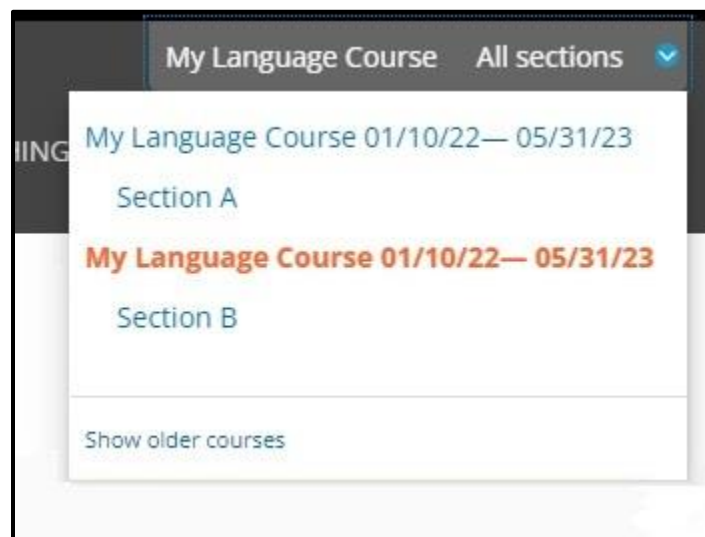 My Language Course All sections
HING
My Language Course 01/10/22— 05/31/23
Section A
My Language Course 01/10/22— 05/31/23
Section B
Show older courses